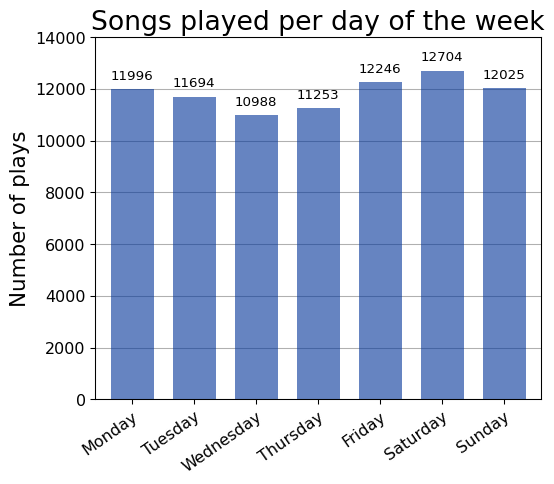 Songs played per day of the week
Number of plays
14000
12000
10000
8000
6000
4000
2000
0
11996
11694
10988
11253
12246
12704
12025
Monday
Tuesday
Wednesday
Thursday
Friday
Saturday
Sunday